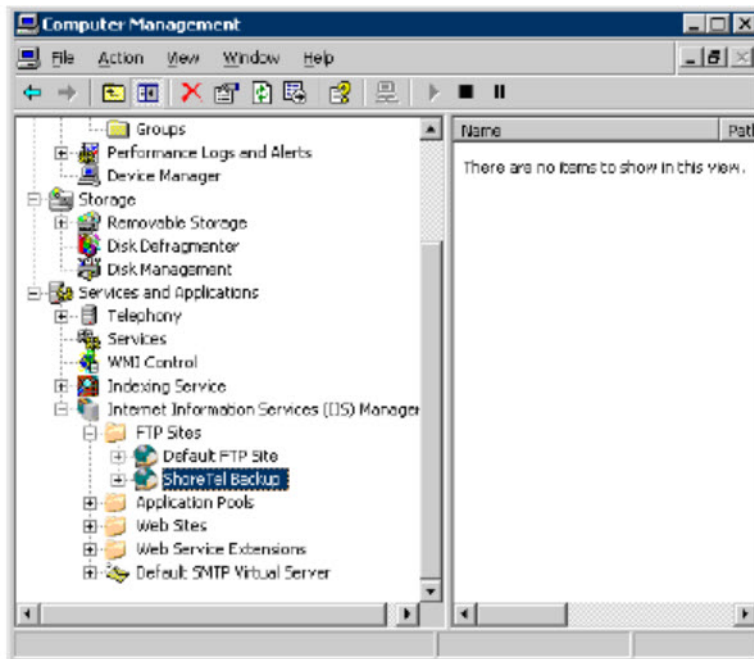 Computer Management
File Action View Window Help
Name Path
There are no items to show in this view.
Groups
Performance Logs and Alerts
Device Manager
Storage
Removable Storage
Disk Defragmenter
Disk Management
Services and Applications
Telephony
Services
WMI Control
Indexing Service
Internet Information Services (IIS) Manager
FTP Sites
Default FTP Site
ShoreTel Backup
Application Pools
Web Sites
Web Service Extensions
Default SMTP Virtual Server